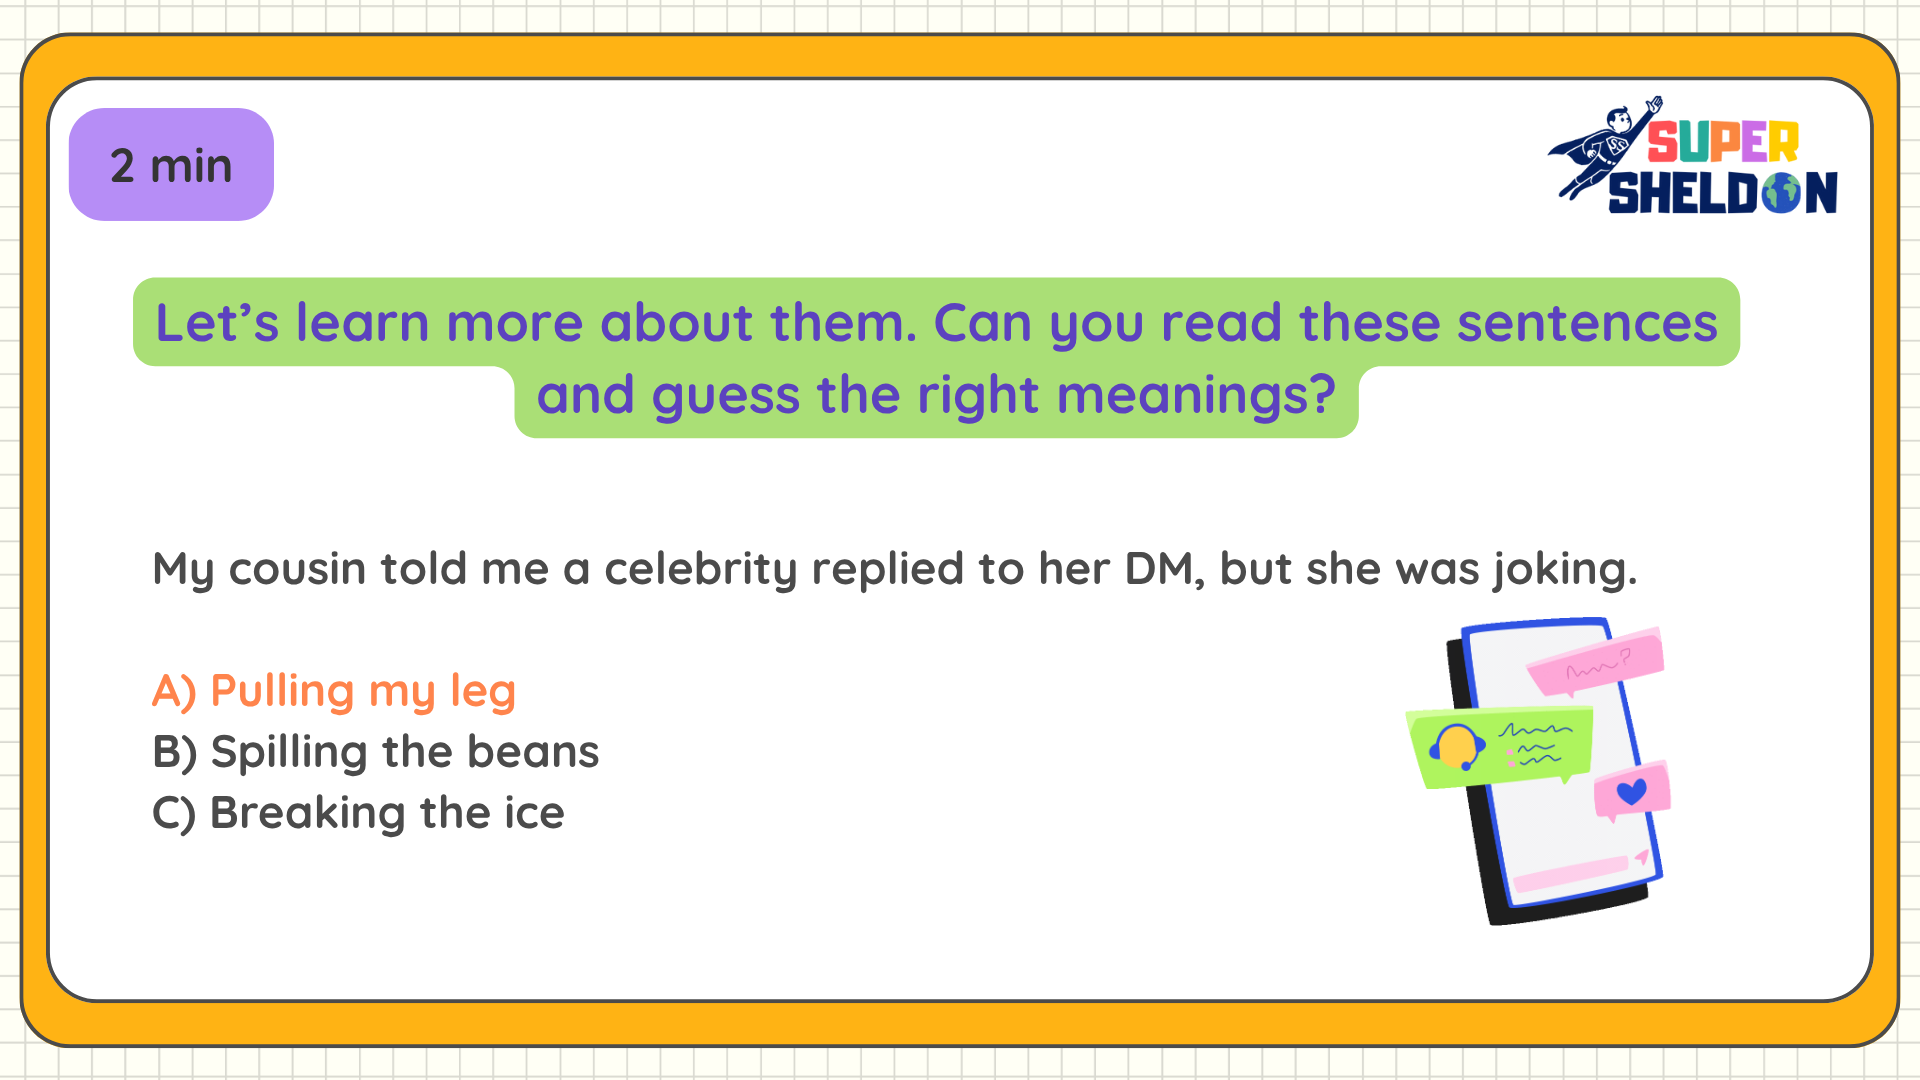 2 min
SUPER
SHELDON
Let’s learn more about them. Can you read these sentences
and guess the right meanings?
My cousin told me a celebrity replied to her DM, but she was joking.
A) Pulling my leg
B) Spilling the beans
C) Breaking the ice